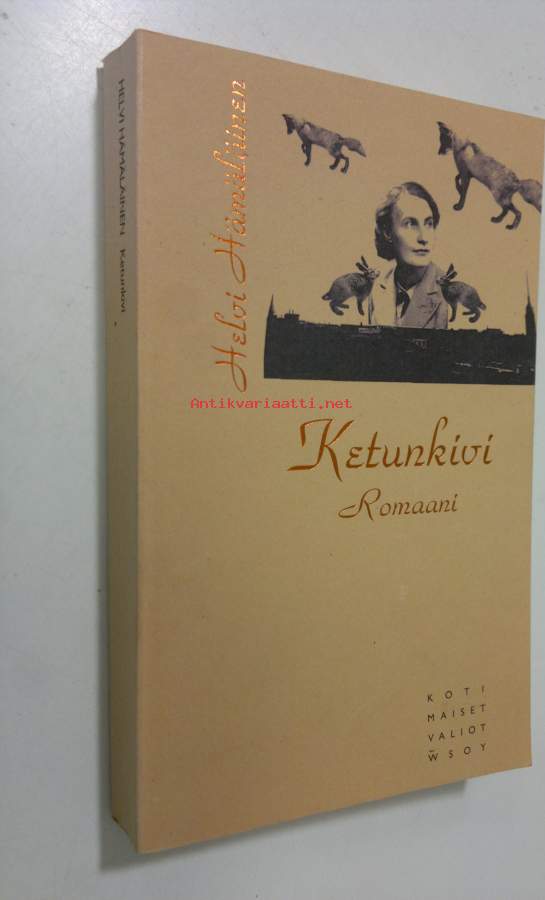 HELVI HÄMÄLÄINEN Ketunkivi
Helvi Hämäläinen
Antikvariaatti.net
Ketunkivi
Romaani
KOTI
MAISET
VALIOT
WSOY